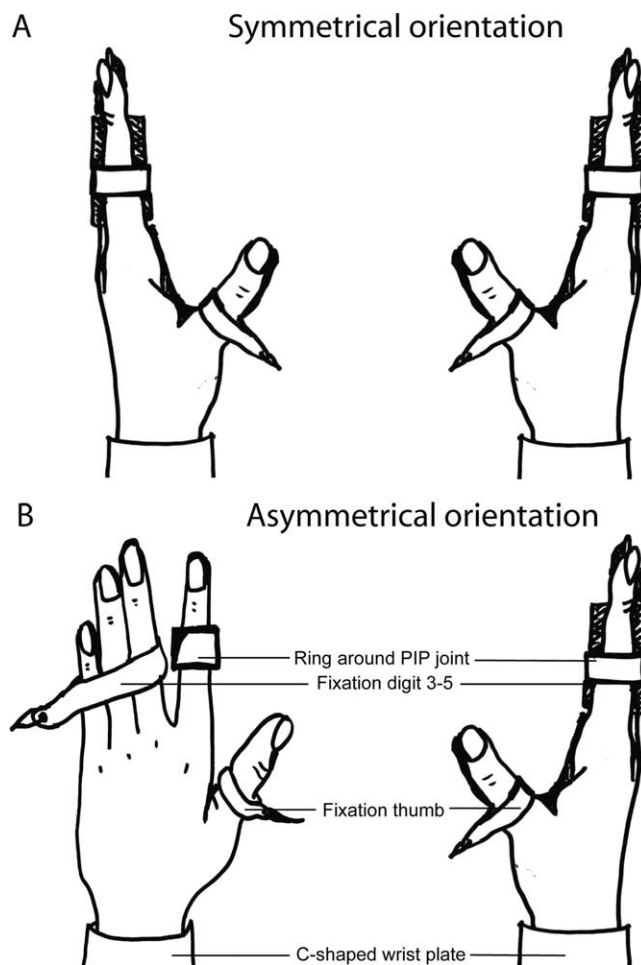 A
Symmetrical orientation
B
Asymmetrical orientation
Ring around PIP joint
Fixation digit 3-5
Fixation thumb
C-shaped wrist plate